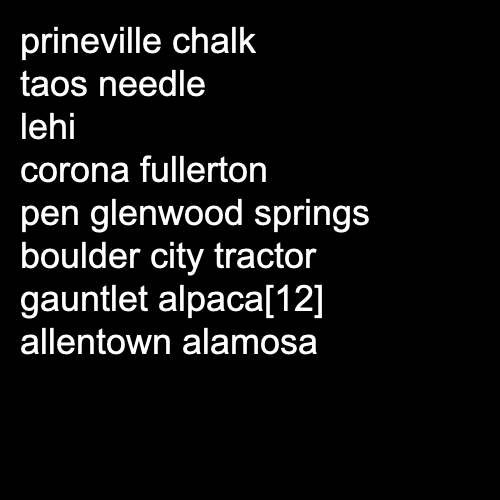 prineville chalk
taos needle
lehi
corona fullerton
pen glenwood springs
boulder city tractor
gauntlet alpaca[12]
allentown alamosa